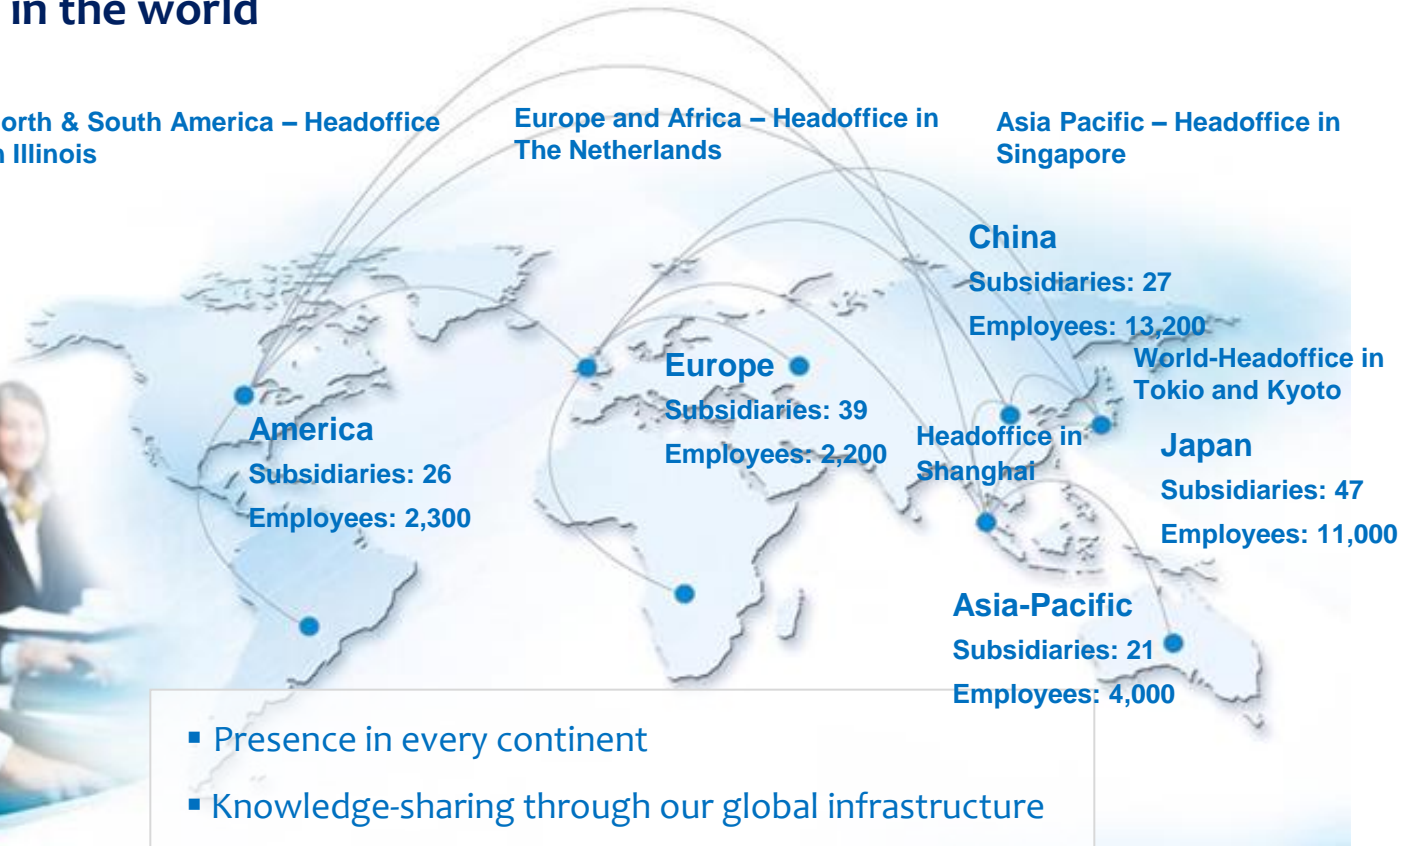 in the world
orth & South America – Headoffice
n Illinois
Europe and Africa – Headoffice in
The Netherlands
Asia Pacific – Headoffice in
Singapore
China
Subsidiaries: 27
Employees: 13,200
World-Headoffice in
Tokio and Kyoto
Europe
Subsidiaries: 39
Employees: 2,200
America
Subsidiaries: 26
Employees: 2,300
Headoffice in
Shanghai
Japan
Subsidiaries: 47
Employees: 11,000
Asia-Pacific
Subsidiaries: 21
Employees: 4,000
▪ Presence in every continent
▪ Knowledge-sharing through our global infrastructure